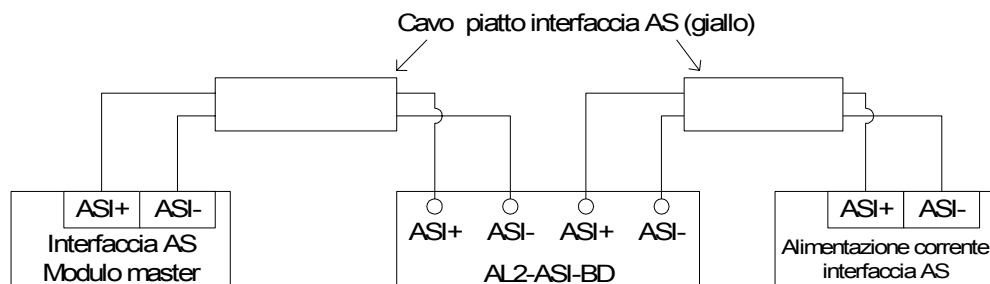 Cavo piatto interfaccia AS (giallo)
ASI+ ASI-
Interfaccia AS
Modulo master
ASI+ ASI- ASI+ ASI-
AL2-ASI-BD
ASI+ ASI-
Alimentazione corrente
interfaccia AS